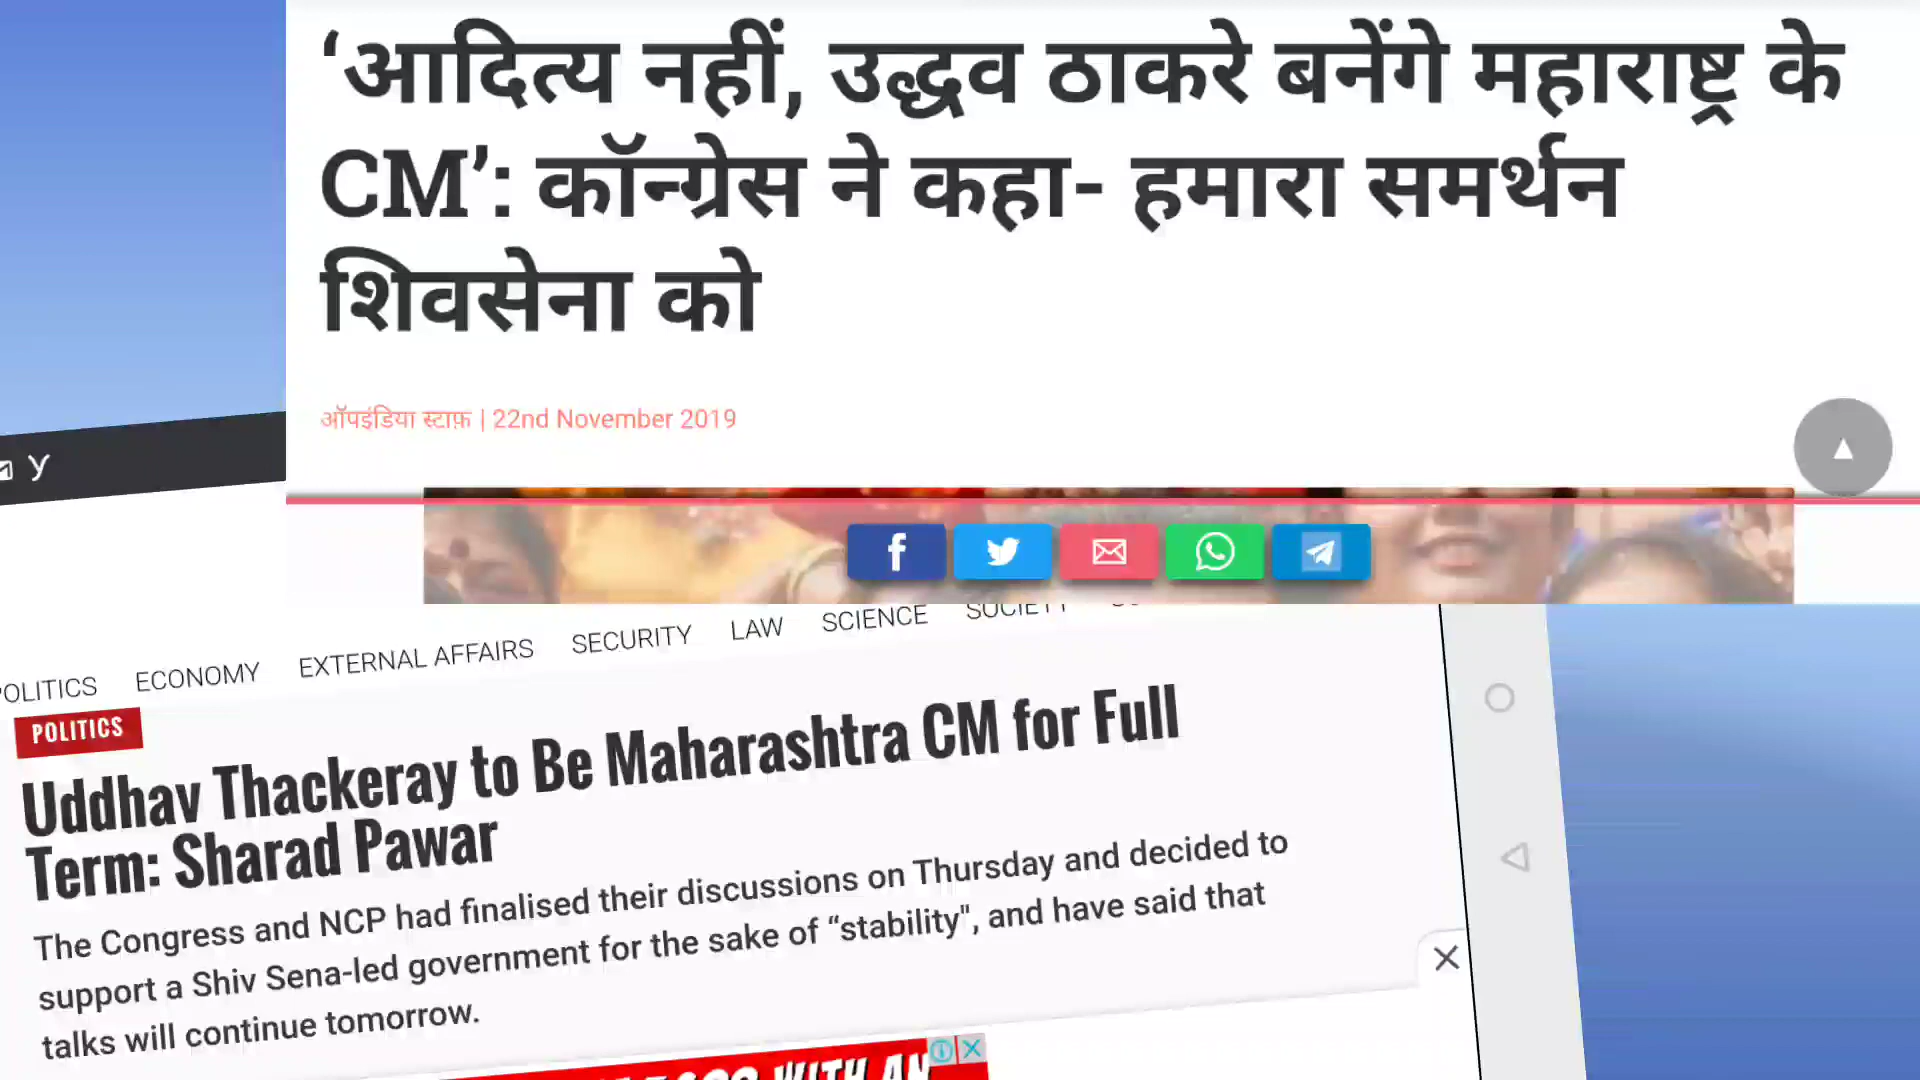 ‘आदित्य नहीं, उद्धव ठाकरे बनेंगे महाराष्ट्र के
CM’: कॉन्ग्रेस ने कहा- हमारा समर्थन
शिवसेना को
ऑपइंडिया स्टाफ़ | 22nd November 2019
POLITICS ECONOMY EXTERNAL AFFAIRS SECURITY LAW SCIENCE SOCIETY
POLITICS
Uddhav Thackeray to Be Maharashtra CM for Full
Term: Sharad Pawar
The Congress and NCP had finalised their discussions on Thursday and decided to
support a Shiv Sena-led government for the sake of “stability", and have said that
talks will continue tomorrow.
WITH AN